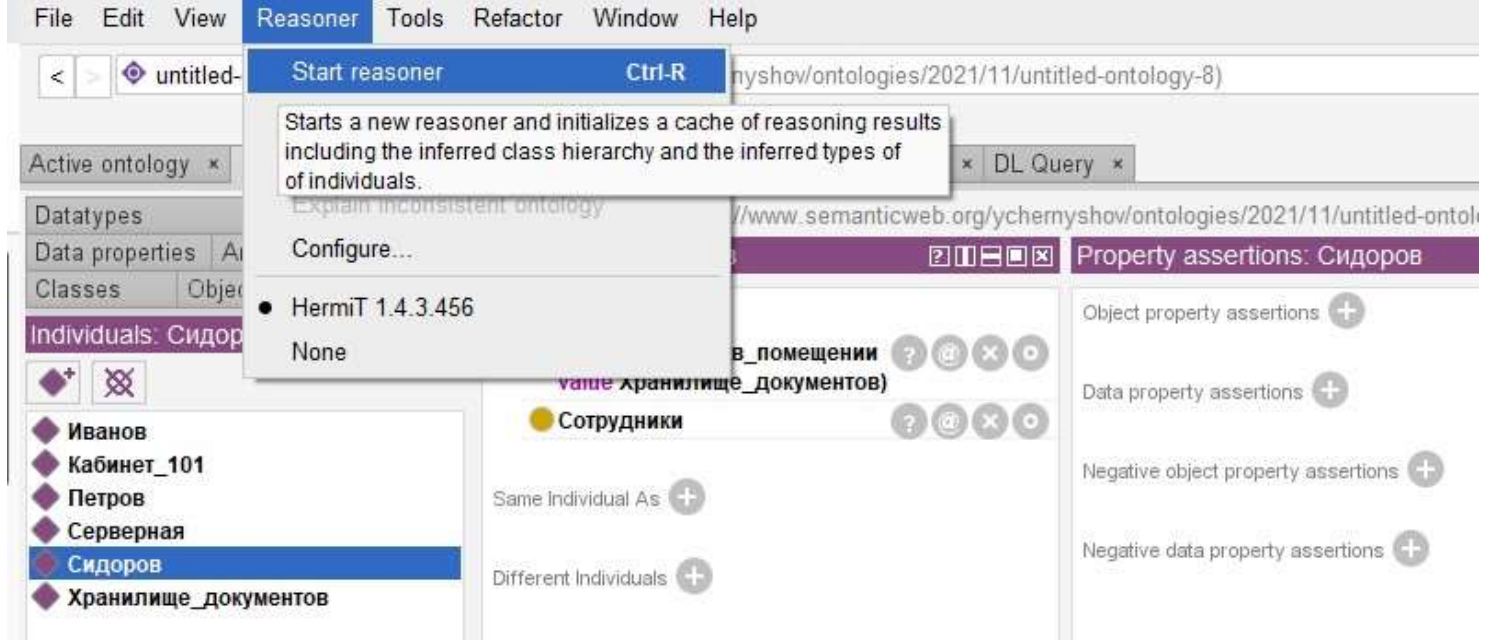 File Edit View Reasoner Tools Refactor Window Help
Start reasoner Ctrl-R
< > untitled- nyshov/ontologies/2021/11/untitled-ontology-8)
Starts a new reasoner and initializes a cache of reasoning results
including the inferred class hierarchy and the inferred types of
of individuals.
Active ontology × × DL Query ×
Explain inconsistent ontology
Datatypes //www.semanticweb.org/ychernyshov/ontologies/2021/11/untitled-ontol
Data properties
Configure...
Property assertions: Сидоров
Classes Objec
HermiT 1.4.3.456
Object property assertions
Individuals: Сидор
None
в_помещении
value Хранилище_документов)
Data property assertions
Сотрудники
Иванов
Кабинет_101
Negative object property assertions
Петров
Same Individual As
Серверная
Negative data property assertions
Сидоров
Different Individuals
Хранилище_документов